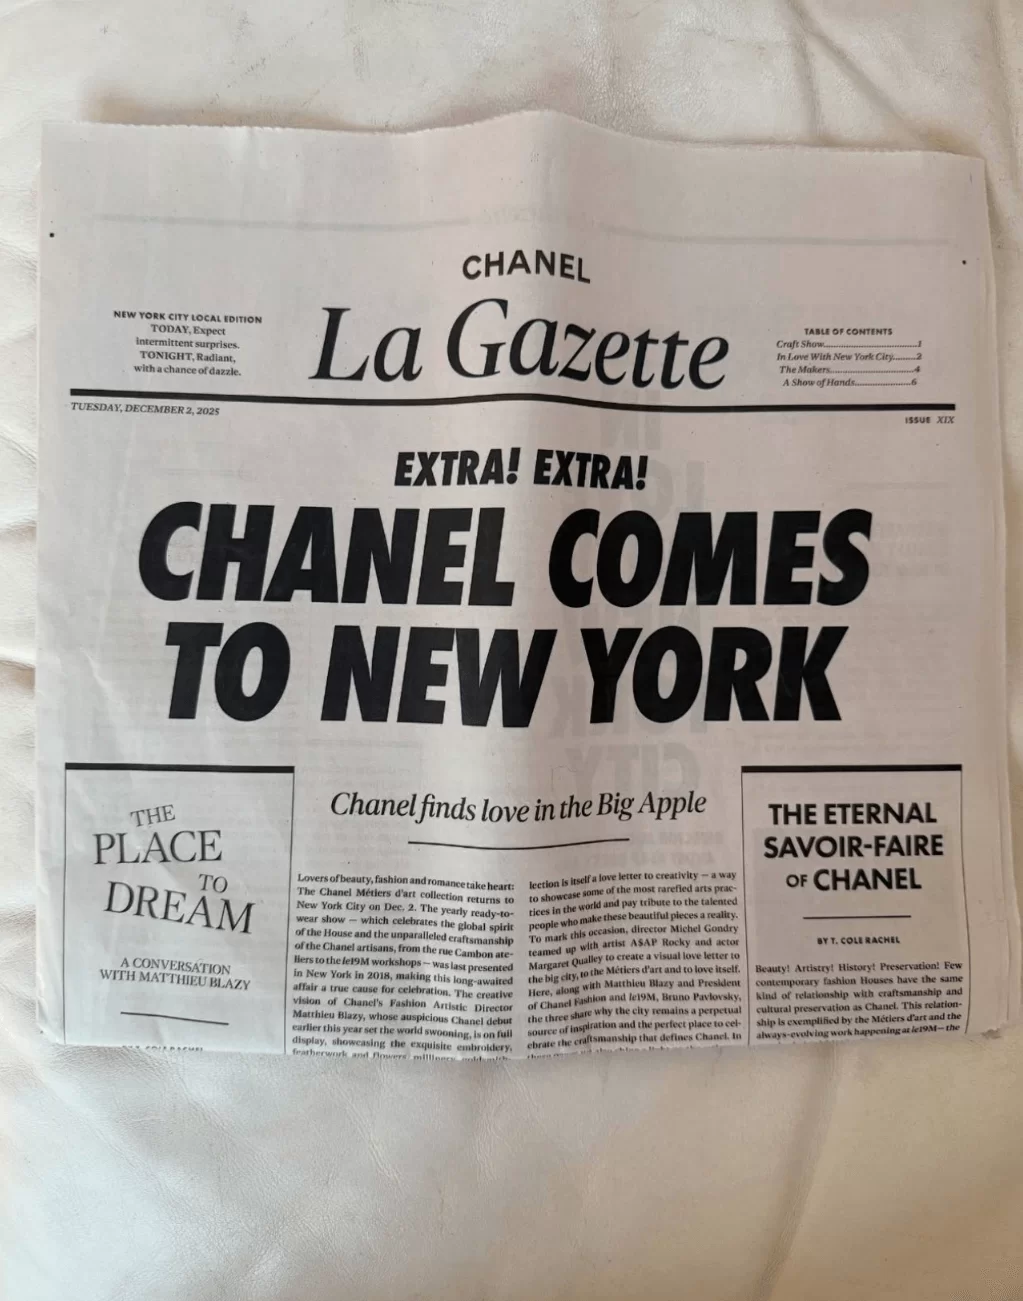 CHANEL
La Gazette
NEW YORK CITY LOCAL EDITION
TODAY, Expect
intermittent surprises.
TONIGHT, Radiant,
with a chance of dazzle.
TABLE OF CONTENTS
Craft Show..........................1
In Love With New York City........2
The Makers.........................4
A Show of Hands...................6
TUESDAY, DECEMBER 2, 2025
ISSUE XIX
EXTRA! EXTRA!
CHANEL COMES
TO NEW YORK
THE
PLACE
TO
DREAM
A CONVERSATION
WITH MATTHIEU BLAZY
Chanel finds love in the Big Apple
Lovers of beauty, fashion and romance take heart:
The Chanel Métiers d'art collection returns to
New York City on Dec. 2. The yearly ready-to-
wear show — which celebrates the global spirit
of the House and the unparalleled craftsmanship
of the Chanel artisans, from the rue Cambon ate-
liers to the le19M workshops — was last presented
in New York in 2018, making this long-awaited
affair a true cause for celebration. The creative
vision of Chanel's Fashion Artistic Director
Matthieu Blazy, whose auspicious Chanel debut
earlier this year set the world swooning, is on full
display, showcasing the exquisite embroidery,
featherwork and flowers, millinery,
lection is itself a love letter to creativity — a way
to showcase some of the most rarefied arts prac-
tices in the world and pay tribute to the talented
people who make these beautiful pieces a reality.
To mark this occasion, director Michel Gondry
teamed up with artist A$AP Rocky and actor
Margaret Qualley to create a visual love letter to
the big city, to the Métiers d'art and to love itself.
Here, along with Matthieu Blazy and President
of Chanel Fashion and le19M, Bruno Pavlovsky,
the three share why the city remains a perpetual
source of inspiration and the perfect place to cel-
ebrate the craftsmanship that defines Chanel. In
THE ETERNAL
SAVOIR-FAIRE
OF CHANEL
BY T. COLE RACHEL
Beauty! Artistry! History! Preservation! Few
contemporary fashion Houses have the same
kind of relationship with craftsmanship and
cultural preservation as Chanel. This relation-
ship is exemplified by the Métiers d'art and the
always-evolving work happening at le19M — the